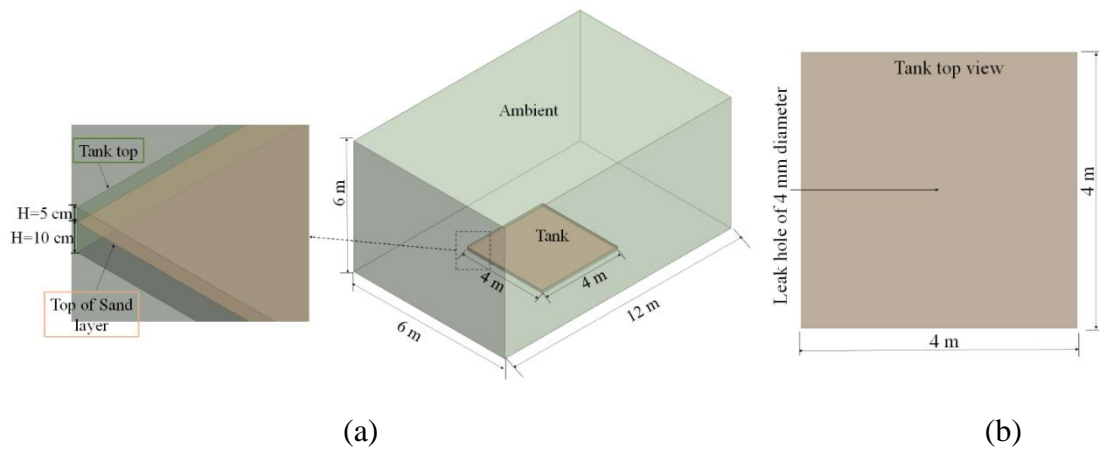 Tank top
H=5 cm
H=10 cm
Top of Sand
layer
Ambient
6 m
Tank
4 m
4 m
12 m
6 m
Tank top view
Leak hole of 4 mm diameter
4 m
4 m
(a)
(b)